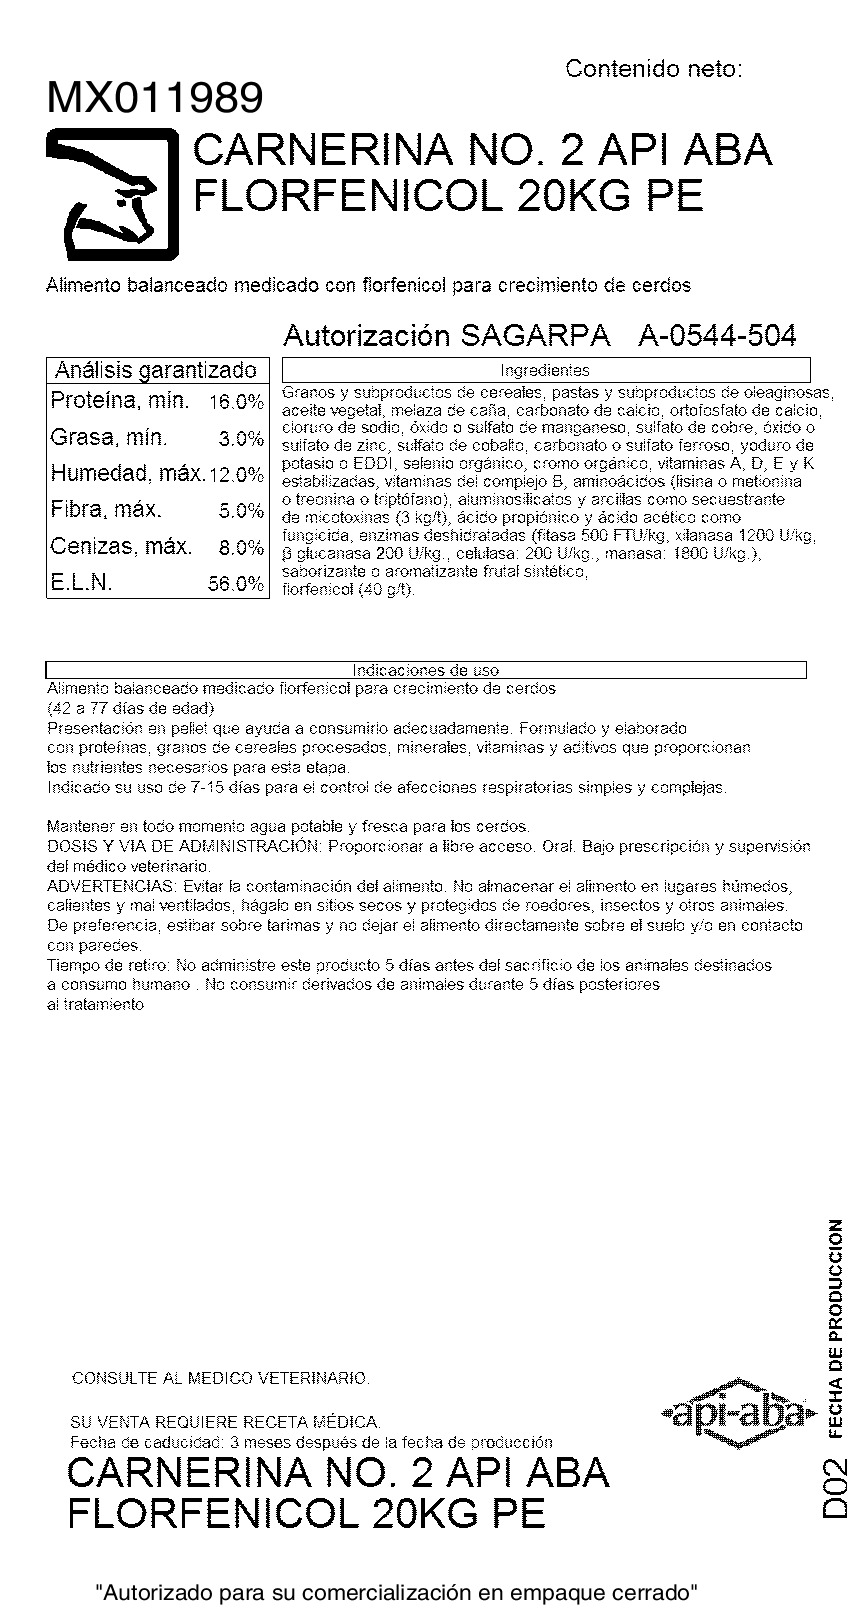 Contenido neto:
MX011989
CARNERINA NO. 2 API ABA
FLORFENICOL 20KG PE
Alimento balanceado medicado con florfenicol para crecimiento de cerdos
Autorización SAGARPA A-0544-504
Análisis garantizado
Proteína, mín. 16.0%
Grasa, mín. 3.0%
Humedad, máx. 12.0%
Fibra, máx. 5.0%
Cenizas, máx. 8.0%
E.L.N. 56.0%
Ingredientes
Granos y subproductos de cereales, pastas y subproductos de oleaginosas,
aceite vegetal, melaza de caña, carbonato de calcio, ortofosfato de calcio,
cloruro de sodio, óxido o sulfato de manganeso, sulfato de cobre, óxido o
sulfato de zinc, sulfato de cobalto, carbonato o sulfato ferroso, yoduro de
potasio o EDDI, selenio orgánico, cromo orgánico, vitaminas A, D, E y K
estabilizadas, vitaminas del complejo B, aminoácidos (lisina o metionina
o treonina o triptófano), aluminosilicatos y arcillas como secuestrante
de micotoxinas (3 kg/t), ácido propiónico y ácido acético como
fungicida, enzimas deshidratadas (fitasa 500 FTU/kg, xilanasa 1200 U/kg,
β glucanasa 200 U/kg., celulasa: 200 U/kg., manasa: 1800 U/kg.),
saborizante o aromatizante frutal sintético,
florfenicol (40 g/t).
Indicaciones de uso
Alimento balanceado medicado florfenicol para crecimiento de cerdos
(42 a 77 días de edad)
Presentación en pellet que ayuda a consumirlo adecuadamente. Formulado y elaborado
con proteínas, granos de cereales procesados, minerales, vitaminas y aditivos que proporcionan
los nutrientes necesarios para esta etapa.
Indicado su uso de 7-15 días para el control de afecciones respiratorias simples y complejas.
Mantener en todo momento agua potable y fresca para los cerdos.
DOSIS Y VIA DE ADMINISTRACIÓN: Proporcionar a libre acceso. Oral. Bajo prescripción y supervisión
del médico veterinario.
ADVERTENCIAS: Evitar la contaminación del alimento. No almacenar el alimento en lugares húmedos,
calientes y mal ventilados, hágalo en sitios secos y protegidos de roedores, insectos y otros animales.
De preferencia, estibar sobre tarimas y no dejar el alimento directamente sobre el suelo y/o en contacto
con paredes.
Tiempo de retiro: No administre este producto 5 días antes del sacrificio de los animales destinados
a consumo humano . No consumir derivados de animales durante 5 días posteriores
al tratamiento
CONSULTE AL MEDICO VETERINARIO.
SU VENTA REQUIERE RECETA MÉDICA.
Fecha de caducidad: 3 meses después de la fecha de producción
CARNERINA NO. 2 API ABA
FLORFENICOL 20KG PE
api-aba
D02 FECHA DE PRODUCCION
"Autorizado para su comercialización en empaque cerrado"